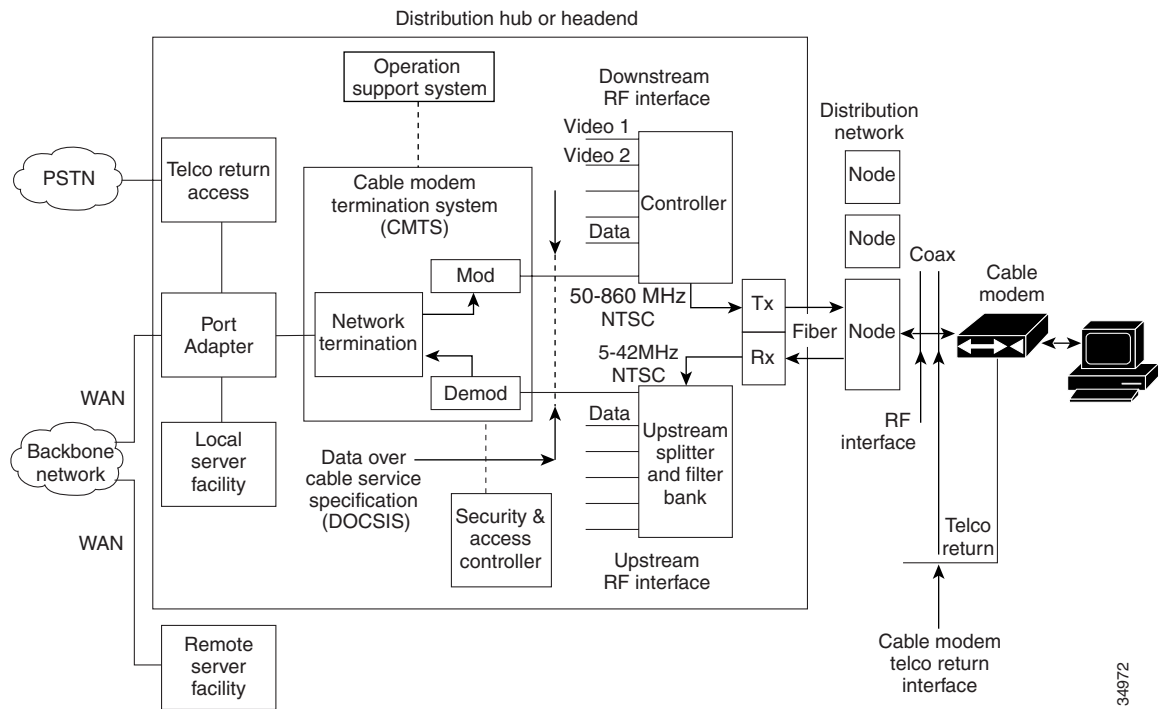 Distribution hub or headend
Operation
support system
Downstream
RF interface
Distribution
network
Video 1
Video 2
Data
Controller
PSTN
Telco return
access
Cable modem
termination system
(CMTS)
Node
Node
Node
Coax
Cable
modem
Mod
Port
Adapter
Network
termination
Demod
50-860 MHz
NTSC
Tx
Fiber
5-42MHz
NTSC
Rx
WAN
Backbone
network
WAN
Local
server
facility
Data over
cable service
specification
(DOCSIS)
Security &
access
controller
Data
Upstream
splitter
and filter
bank
Upstream
RF interface
RF
interface
Telco
return
Remote
server
facility
Cable modem
telco return
interface
34972